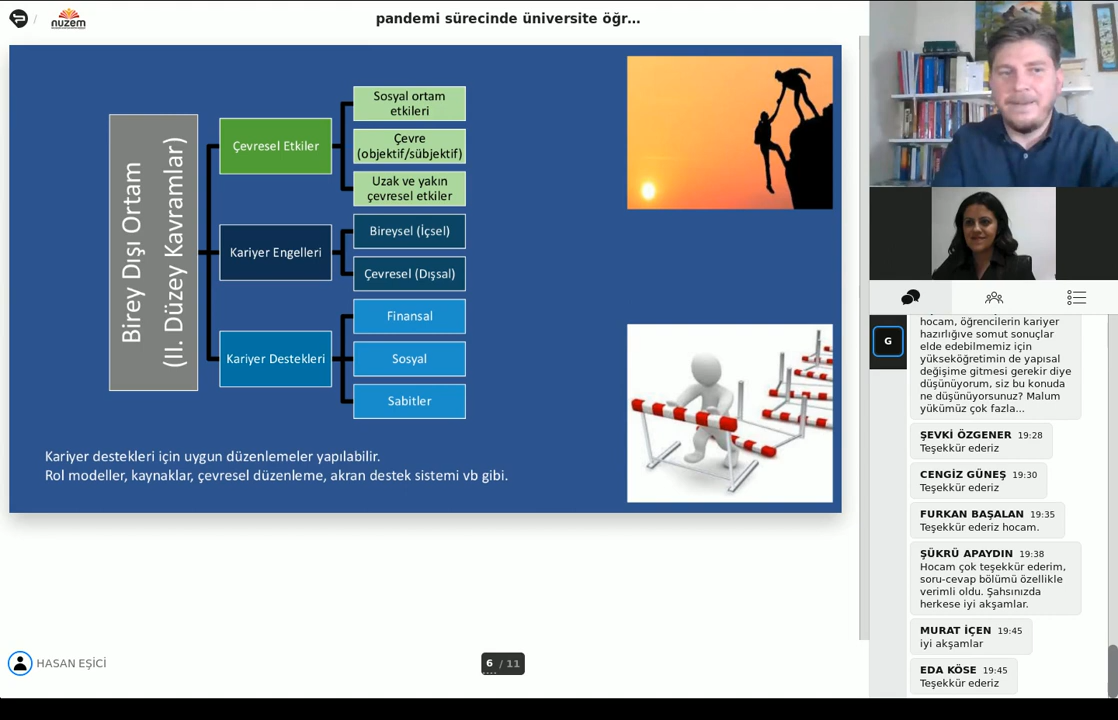 /
nuzem
pandemi sürecinde üniversite öğr...
Birey Dışı Ortam
(II. Düzey Kavramlar)
Çevresel Etkiler
Sosyal ortam
etkileri
Çevre
(objektif/sübjektif)
Uzak ve yakın
çevresel etkiler
Kariyer Engelleri
Bireysel (İçsel)
Çevresel (Dışsal)
Kariyer Destekleri
Finansal
Sosyal
Sabitler
Kariyer destekleri için uygun düzenlemeler yapılabilir.
Rol modeller, kaynaklar, çevresel düzenleme, akran destek sistemi vb gibi.
HASAN EŞİCİ
6 / 11
G
hocam, öğrencilerin kariyer
hazırlığıve somut sonuçlar
elde edebilmemiz için
yükseköğretimin de yapısal
değişime gitmesi gerekir diye
düşünüyorum, siz bu konuda
ne düşünüyorsunuz? Malum
yükümüz çok fazla...
ŞEVKİ ÖZGENER 19:28
Teşekkür ederiz
CENGİZ GÜNEŞ 19:30
Teşekkür ederiz
FURKAN BAŞALAN 19:35
Teşekkür ederiz hocam.
ŞÜKRÜ APAYDIN 19:38
Hocam çok teşekkür ederim,
soru-cevap bölümü özellikle
verimli oldu. Şahsınızda
herkese iyi akşamlar.
MURAT İÇEN 19:45
iyi akşamlar
EDA KÖSE 19:45
Teşekkür ederiz